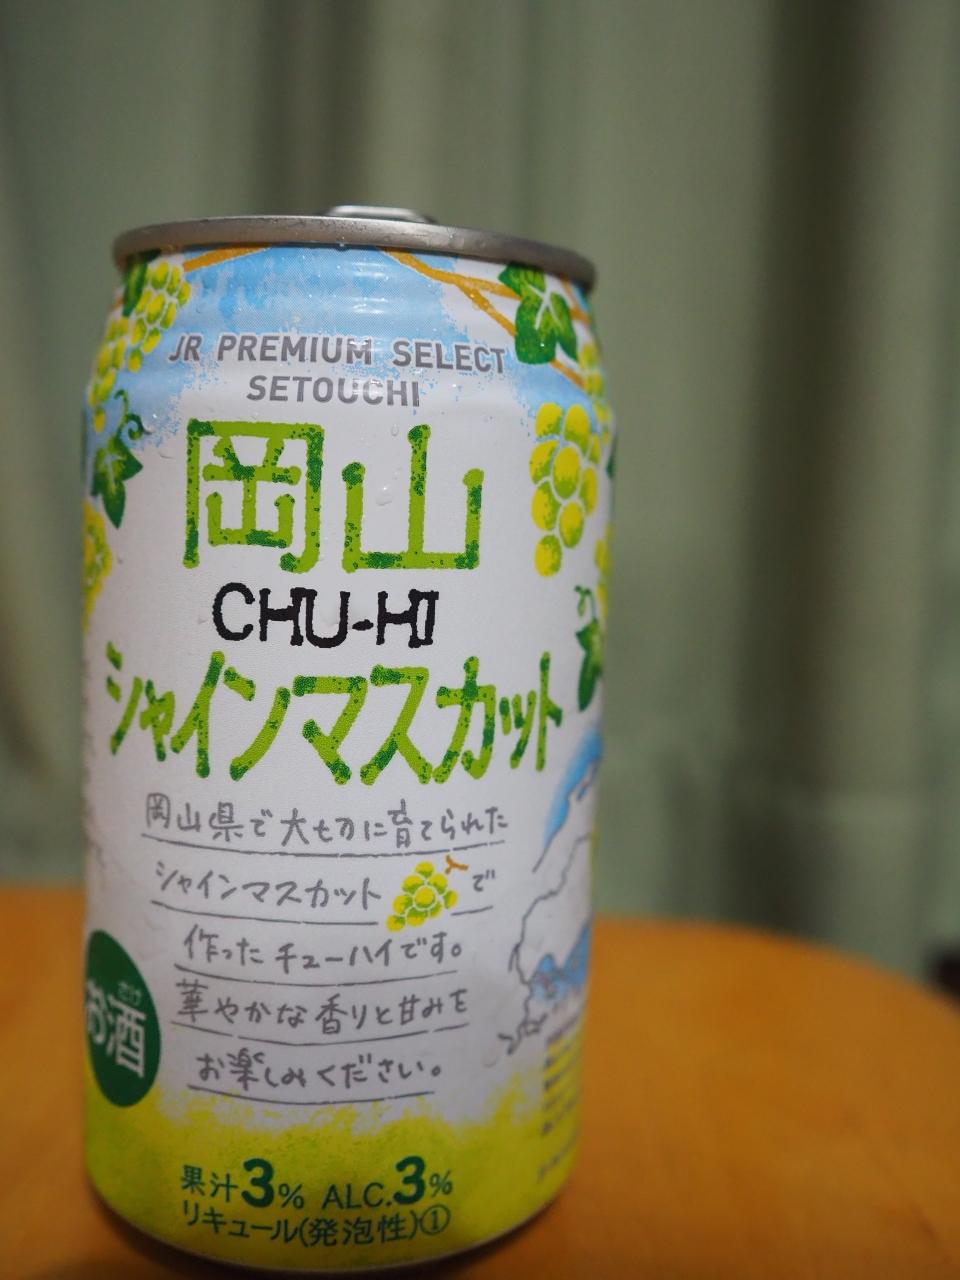 JR PREMIUM SELECT
SETOUCHI
岡山
CHU-HI
シャインマスカット
岡山県で大切に育てられた
シャインマスカットで
作ったチューハイです。
華やかな香りと甘みを
お楽しみください。
さけ
お酒
果汁3% ALC.3%
リキュール(発泡性)①